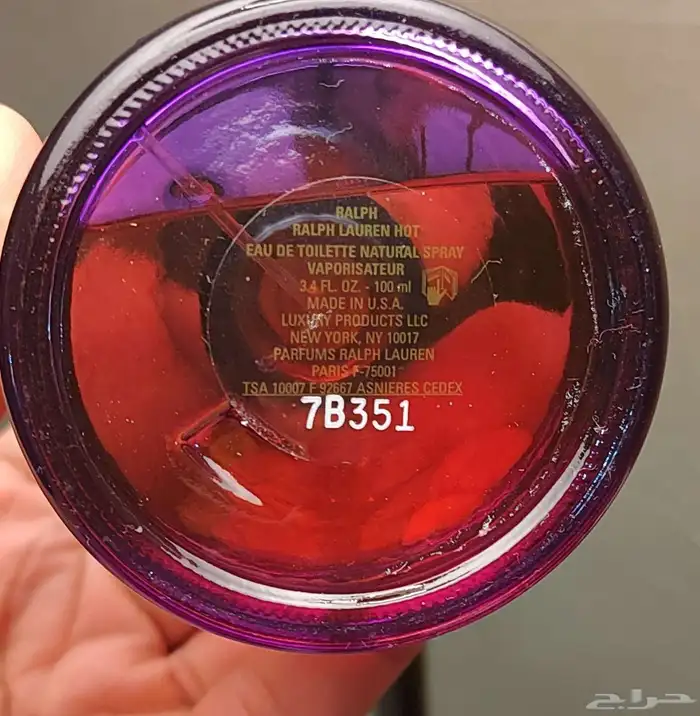 RALPH
RALPH LAUREN HOT
EAU DE TOILETTE NATURAL SPRAY
VAPORISATEUR
3.4 FL. OZ. - 100 ml
MADE IN U.S.A.
LUXURY PRODUCTS LLC
NEW YORK, NY 10017
PARFUMS RALPH LAUREN
PARIS F-75001
TSA 10007 F 92667 ASNIERES CEDEX
7B351
حراج